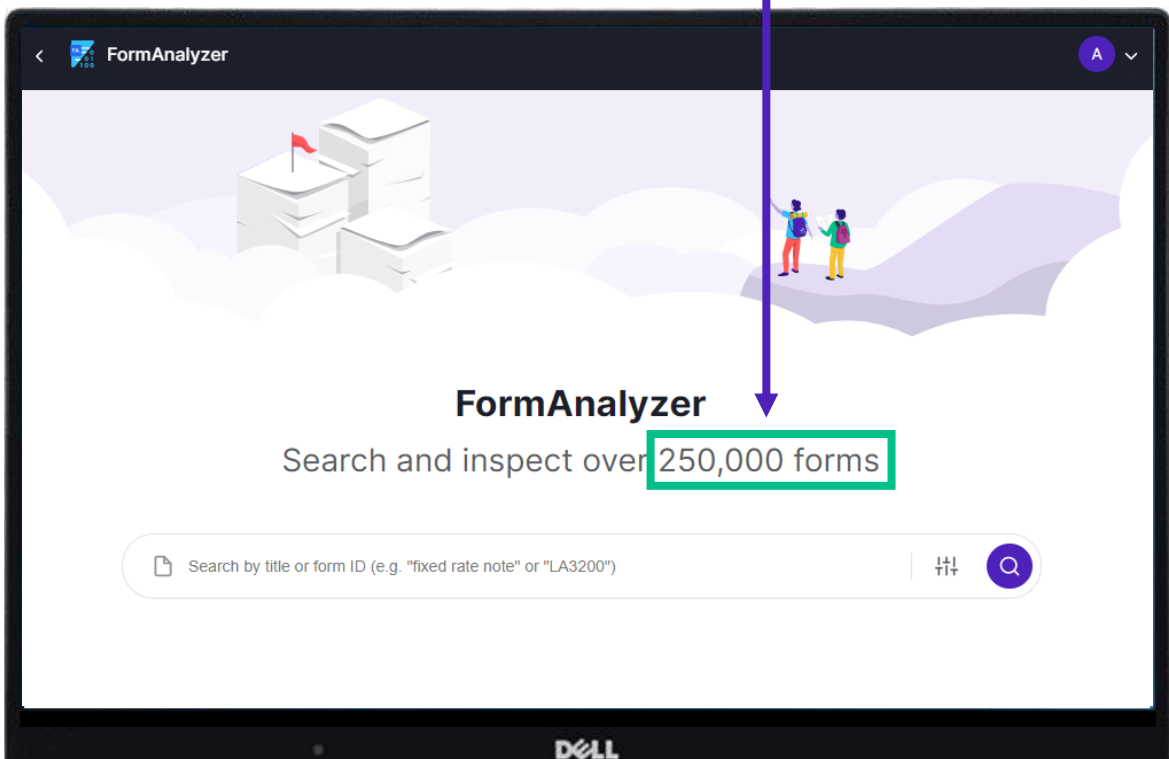 FormAnalyzer
A
FormAnalyzer
Search and inspect over 250,000 forms
Search by title or form ID (e.g. "fixed rate note" or "LA3200")
DELL